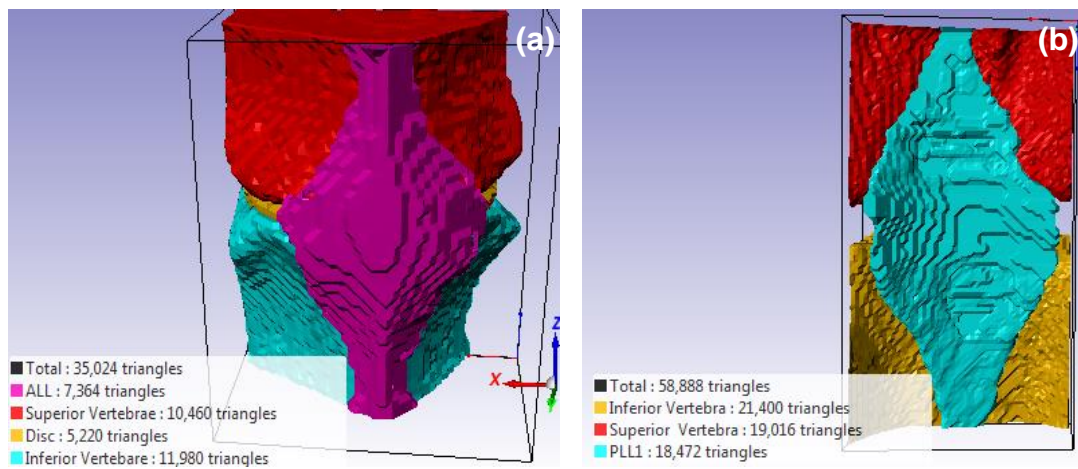 (a)
Z
X
Total : 35,024 triangles
ALL : 7,364 triangles
Superior Vertebrae : 10,460 triangles
Disc : 5,220 triangles
Inferior Vertebare : 11,980 triangles
(b)
Total : 58,888 triangles
Inferior Vertebra : 21,400 triangles
Superior Vertebra : 19,016 triangles
PLL1 : 18,472 triangles